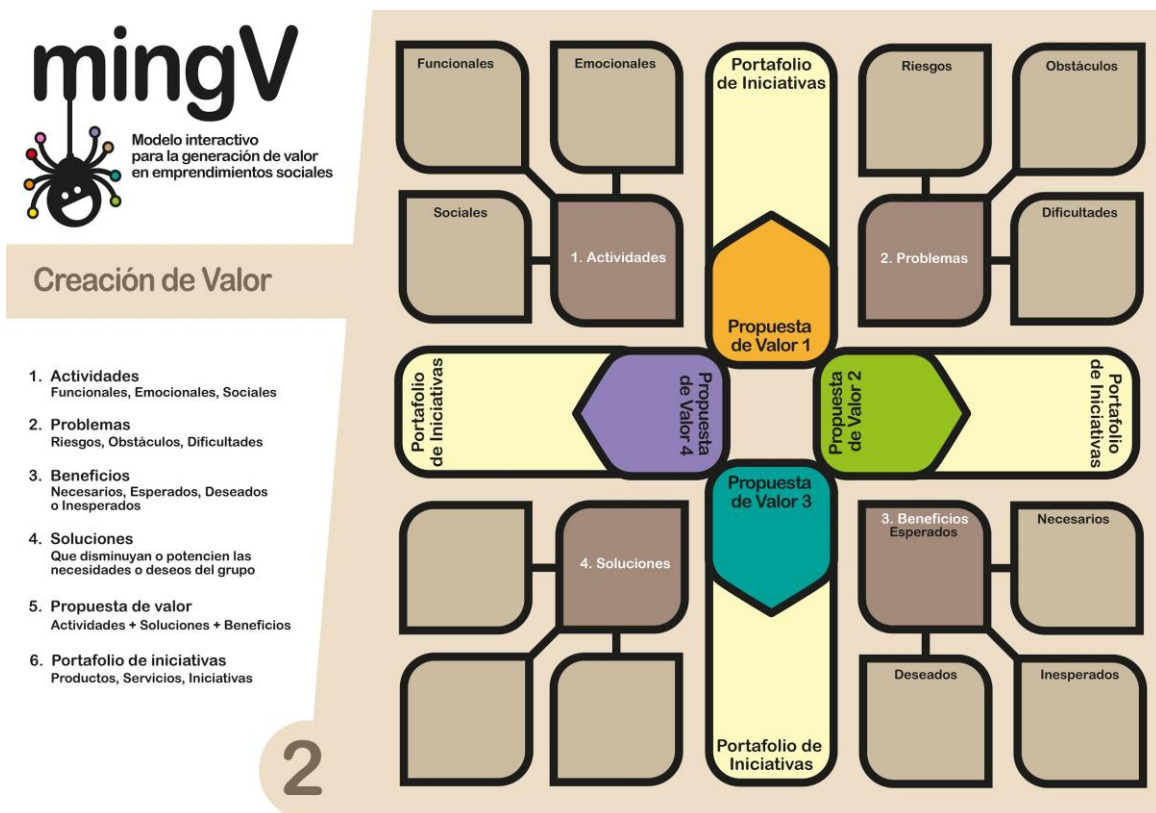 mingV
Modelo interactivo
para la generación de valor
en emprendimientos sociales
Creación de Valor
1. Actividades
Funcionales, Emocionales, Sociales
2. Problemas
Riesgos, Obstáculos, Dificultades
3. Beneficios
Necesarios, Esperados, Deseados
o Inesperados
4. Soluciones
Que disminuyan o potencien las
necesidades o deseos del grupo
5. Propuesta de valor
Actividades + Soluciones + Beneficios
6. Portafolio de iniciativas
Productos, Servicios, Iniciativas
2
Funcionales
Emocionales
Sociales
1. Actividades
Portafolio
de Iniciativas
Propuesta
de Valor 1
Riesgos
Obstáculos
2. Problemas
Dificultades
Portafolio
de Iniciativas
Propuesta
de Valor 4
Propuesta
de Valor 2
Portafolio
de Iniciativas
Propuesta
de Valor 3
4. Soluciones
3. Beneficios
Esperados
Necesarios
Deseados
Inesperados
Portafolio de
Iniciativas